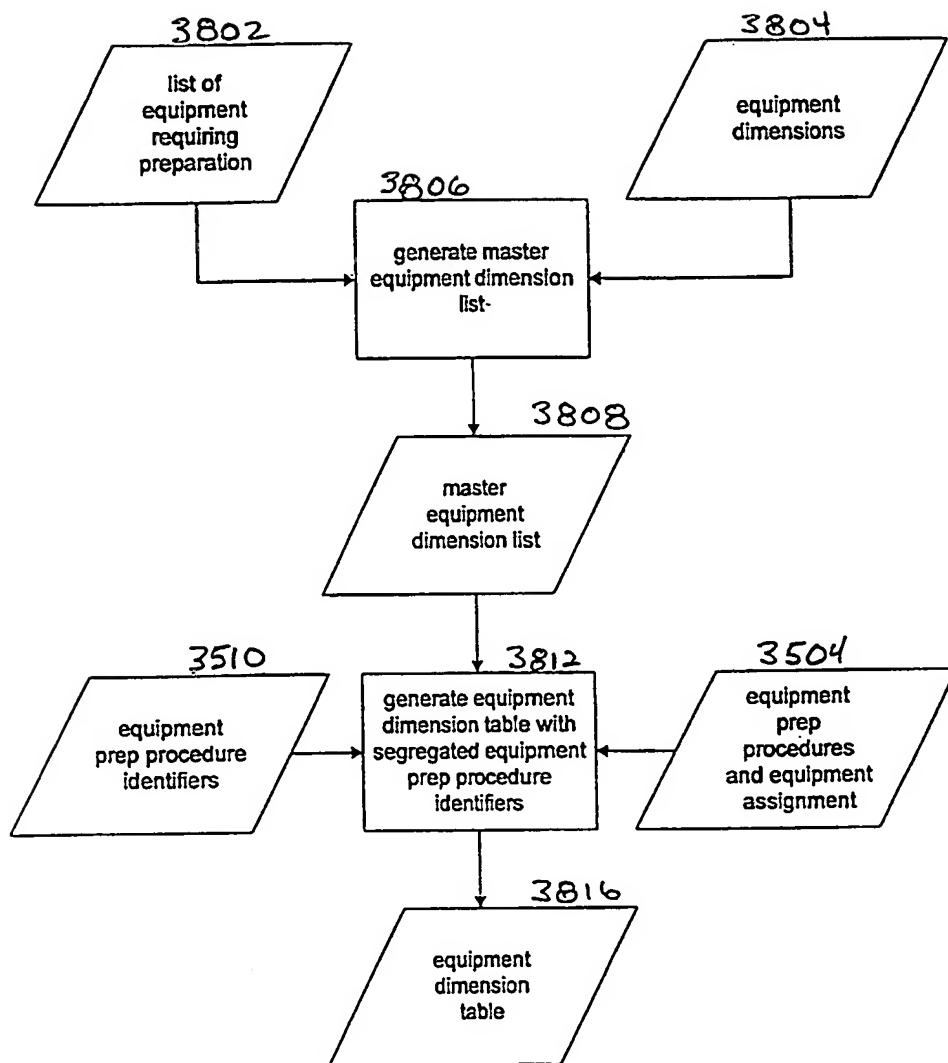 3802
list of
equipment
requiring
preparation
3804
equipment
dimensions
3806
generate master
equipment dimension
list-
3808
master
equipment
dimension list
3510
equipment
prep procedure
identifiers
3812
generate equipment
dimension table with
segregated equipment
prep procedure
identifiers
3504
equipment
prep
procedures
and equipment
assignment
3816
equipment
dimension
table